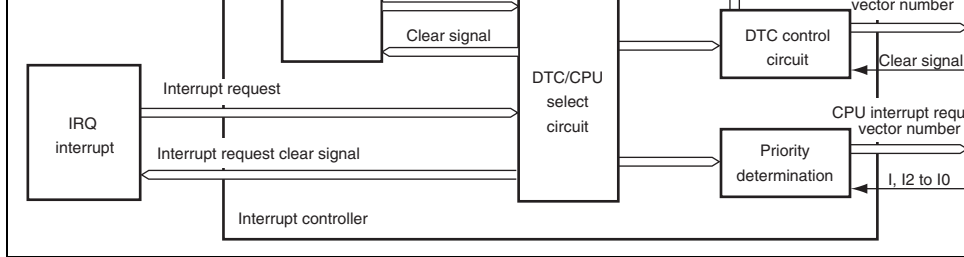 vector number
Clear signal
DTC control
circuit
Clear signal
DTC/CPU
select
circuit
Interrupt request
IRQ
interrupt
CPU interrupt requ
vector number
Interrupt request clear signal
Priority
determination
I, I2 to I0
Interrupt controller